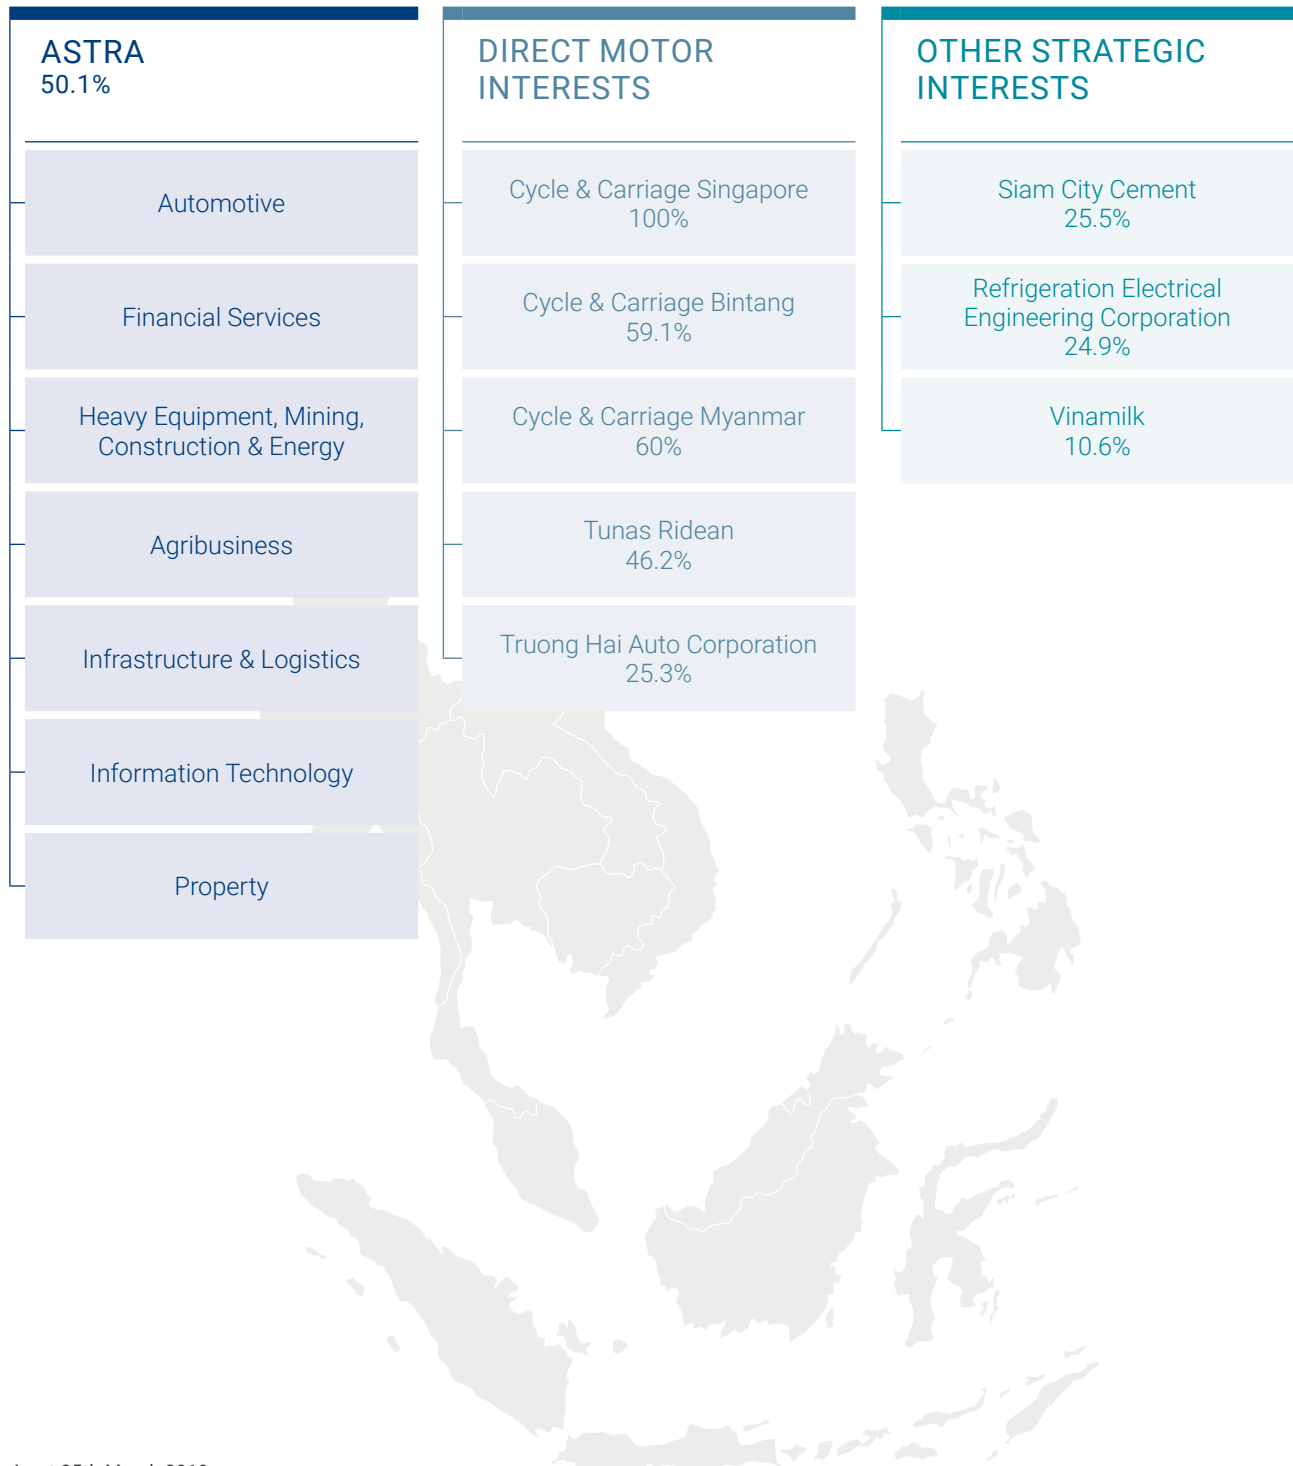 ASTRA
50.1%
Automotive
Financial Services
Heavy Equipment, Mining,
Construction & Energy
Agribusiness
Infrastructure & Logistics
Information Technology
Property
DIRECT MOTOR
INTERESTS
Cycle & Carriage Singapore
100%
Cycle & Carriage Bintang
59.1%
Cycle & Carriage Myanmar
60%
Tunas Ridean
46.2%
Truong Hai Auto Corporation
25.3%
OTHER STRATEGIC
INTERESTS
Siam City Cement
25.5%
Refrigeration Electrical
Engineering Corporation
24.9%
Vinamilk
10.6%